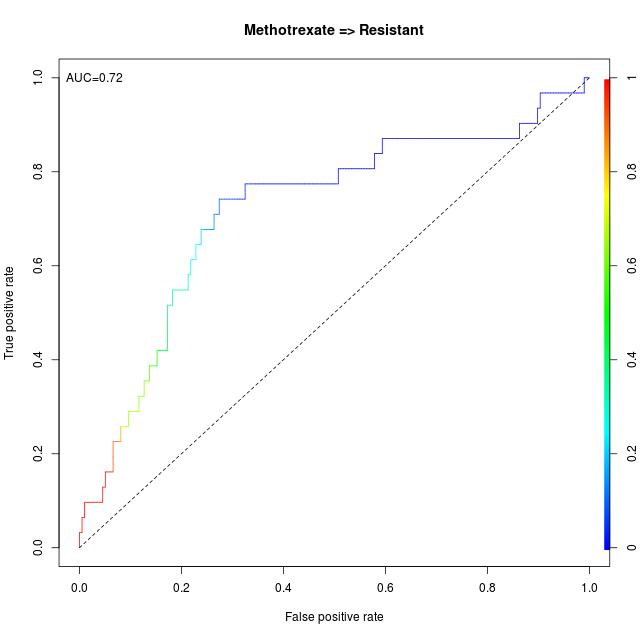 Methotrexate => Resistant
AUC=0.72
True positive rate
1.0
0.8
0.6
0.4
0.2
0.0
0.0 0.2 0.4 0.6 0.8 1.0
False positive rate
1
0.8
0.6
0.4
0.2
0